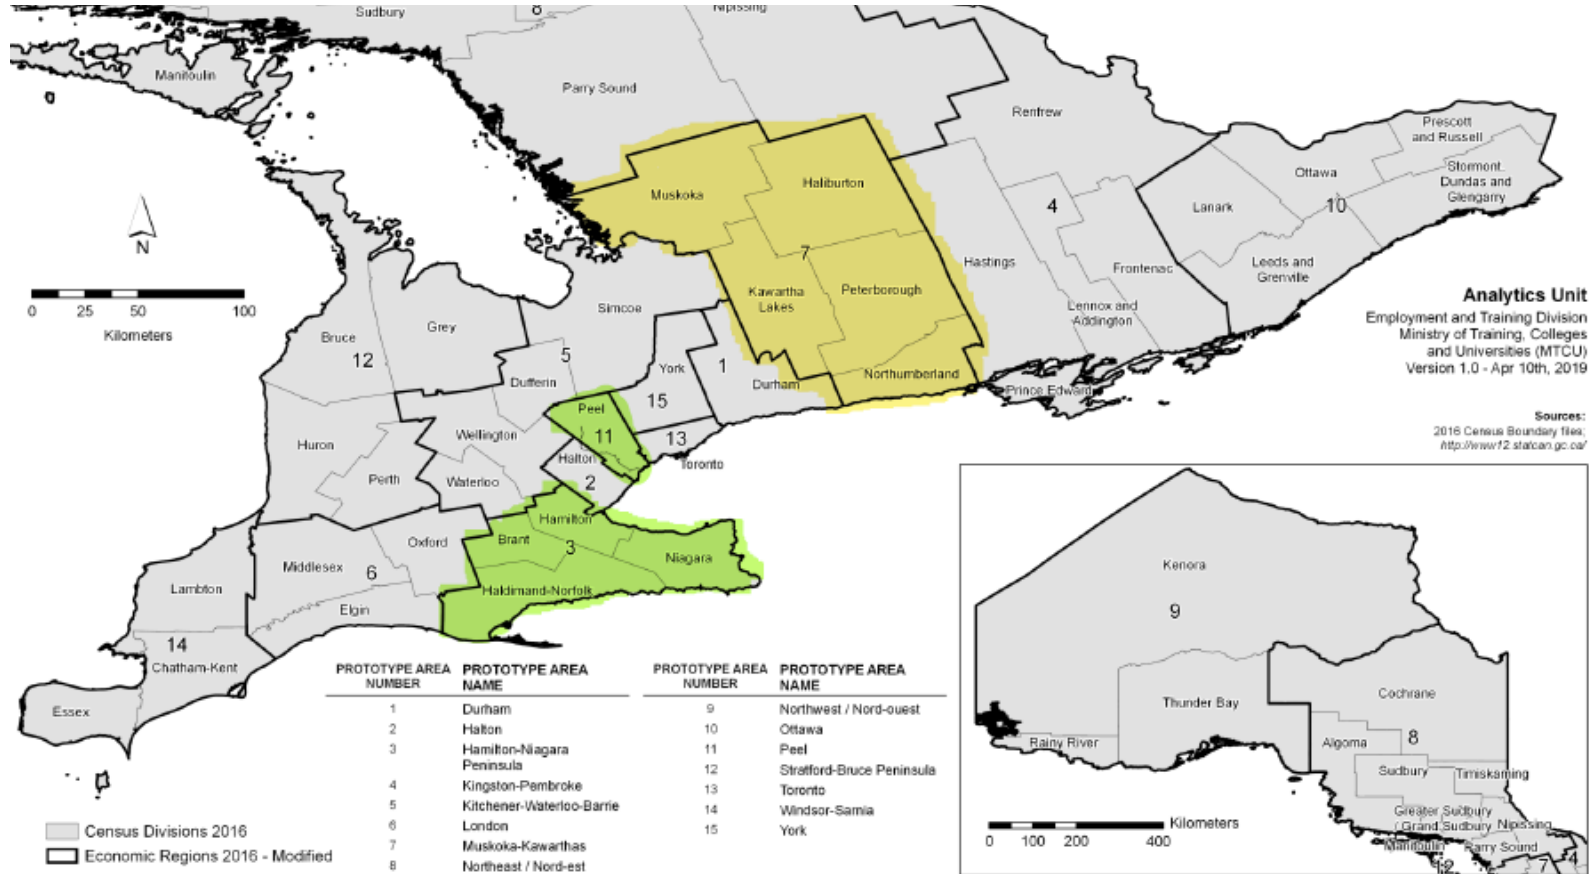 Sudbury
8
Nipissing
Manitoulin
Parry Sound
Renfrew
Prescott
and Russell
Ottawa
Stormont,
Dundas and
Glengarry
Muskoka
Haliburton
4
Lanark
10
N
7
Hastings
Frontenac
Leeds and
Grenville
Kawartha
Lakes
Peterborough
Simcoe
Lennox and
Addington
0 25 50 100
Kilometers
Bruce
Grey
12
5
York
1
Dufferin
Durham
Northumberland
Prince Edward
15
Peel
11
13
Toronto
Analytics Unit
Employment and Training Division
Ministry of Training, Colleges
and Universities (MTCU)
Version 1.0 - Apr 10th, 2019
Sources:
2016 Census Boundary files;
http://www12.statcan.gc.ca/
Huron
Wellington
Halton
2
Perth
Waterloo
Hamilton
Brant
3
Niagara
Oxford
Middlesex
6
Haldimand-Norfolk
Lambton
Elgin
14
Chatham-Kent
Essex
Kenora
9
Thunder Bay
Rainy River
Cochrane
Algoma
8
Sudbury
Timiskaming
Greater Sudbury
/ Grand Sudbury
Nipissing
Manitoulin
Parry Sound
12
7
4
0 100 200 400
Kilometers
PROTOTYPE AREA NUMBER PROTOTYPE AREA NAME
1 Durham
2 Halton
3 Hamilton-Niagara
Peninsula
4 Kingston-Pembroke
5 Kitchener-Waterloo-Barrie
6 London
7 Muskoka-Kawarthas
8 Northeast / Nord-est
PROTOTYPE AREA NUMBER PROTOTYPE AREA NAME
9 Northwest / Nord-ouest
10 Ottawa
11 Peel
12 Stratford-Bruce Peninsula
13 Toronto
14 Windsor-Sarnia
15 York
Census Divisions 2016
Economic Regions 2016 - Modified